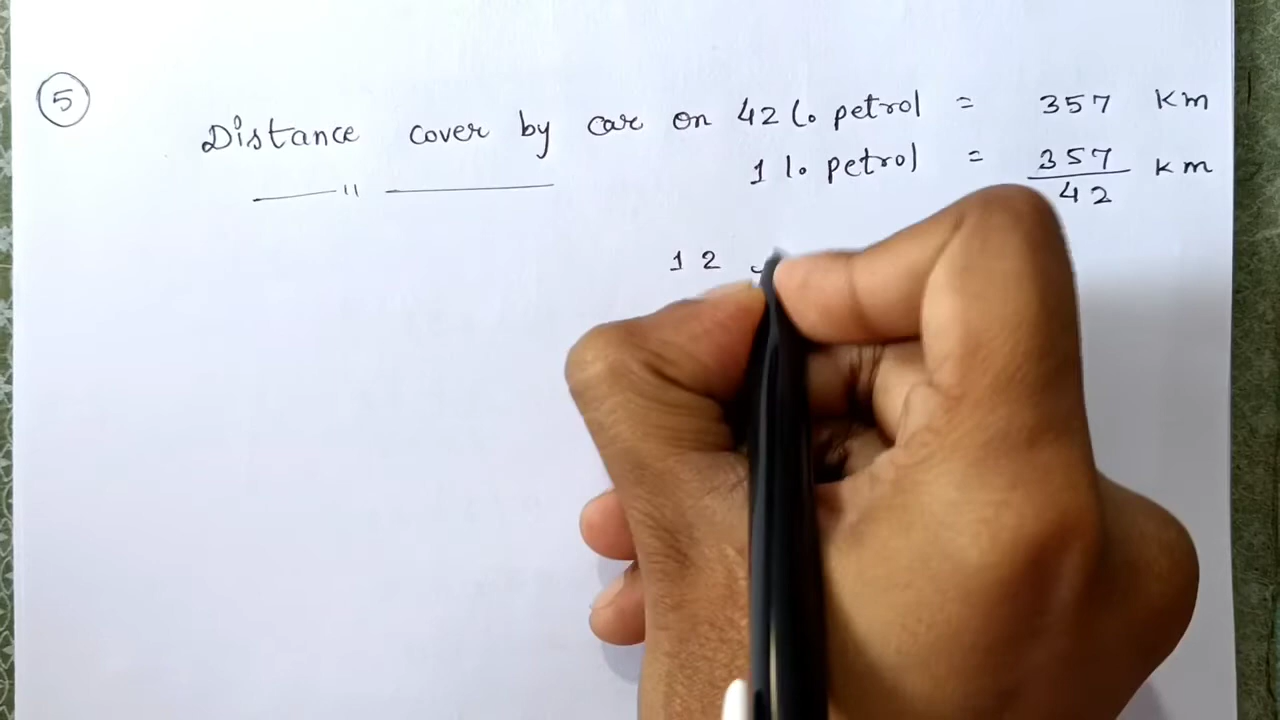 5
Distance cover by car on 42 l. petrol = 357 km
—— " —— 1 l. petrol = 357/42 km
12